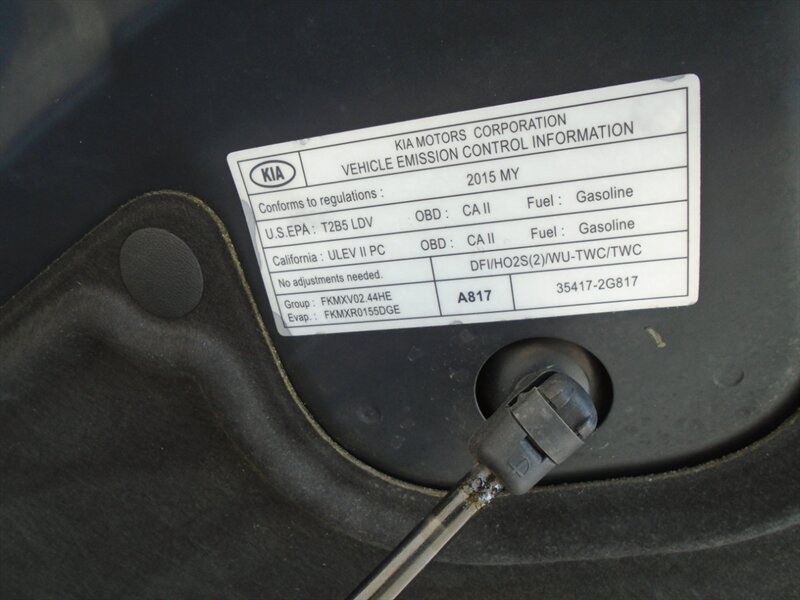 KIA
KIA MOTORS CORPORATION
VEHICLE EMISSION CONTROL INFORMATION
Conforms to regulations : 2015 MY
U.S.EPA : T2B5 LDV OBD : CA II Fuel : Gasoline
California : ULEV II PC OBD : CA II Fuel : Gasoline
No adjustments needed. DFI/HO2S(2)/WU-TWC/TWC
Group : FKMXV02.44HE
Evap. : FKMXR0155DGE
A817
35417-2G817